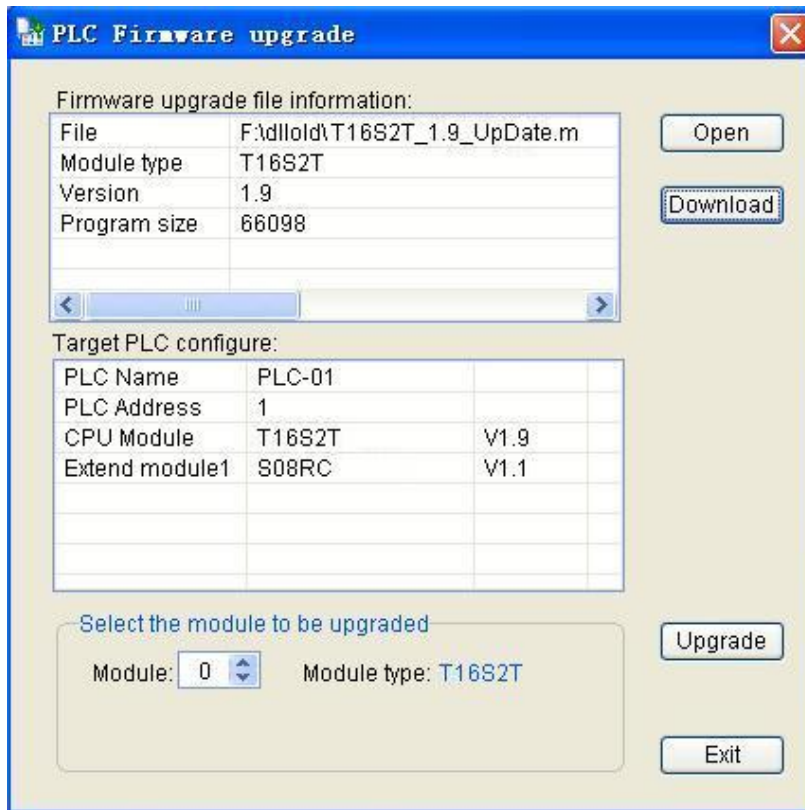 PLC Firmware upgrade
Firmware upgrade file information:
File F:\dllold\T16S2T_1.9_UpDate.m
Module type T16S2T
Version 1.9
Program size 66098
Open
Download
Target PLC configure:
PLC Name PLC-01
PLC Address 1
CPU Module T16S2T V1.9
Extend module1 S08RC V1.1
Select the module to be upgraded
Module: 0 Module type: T16S2T
Upgrade
Exit